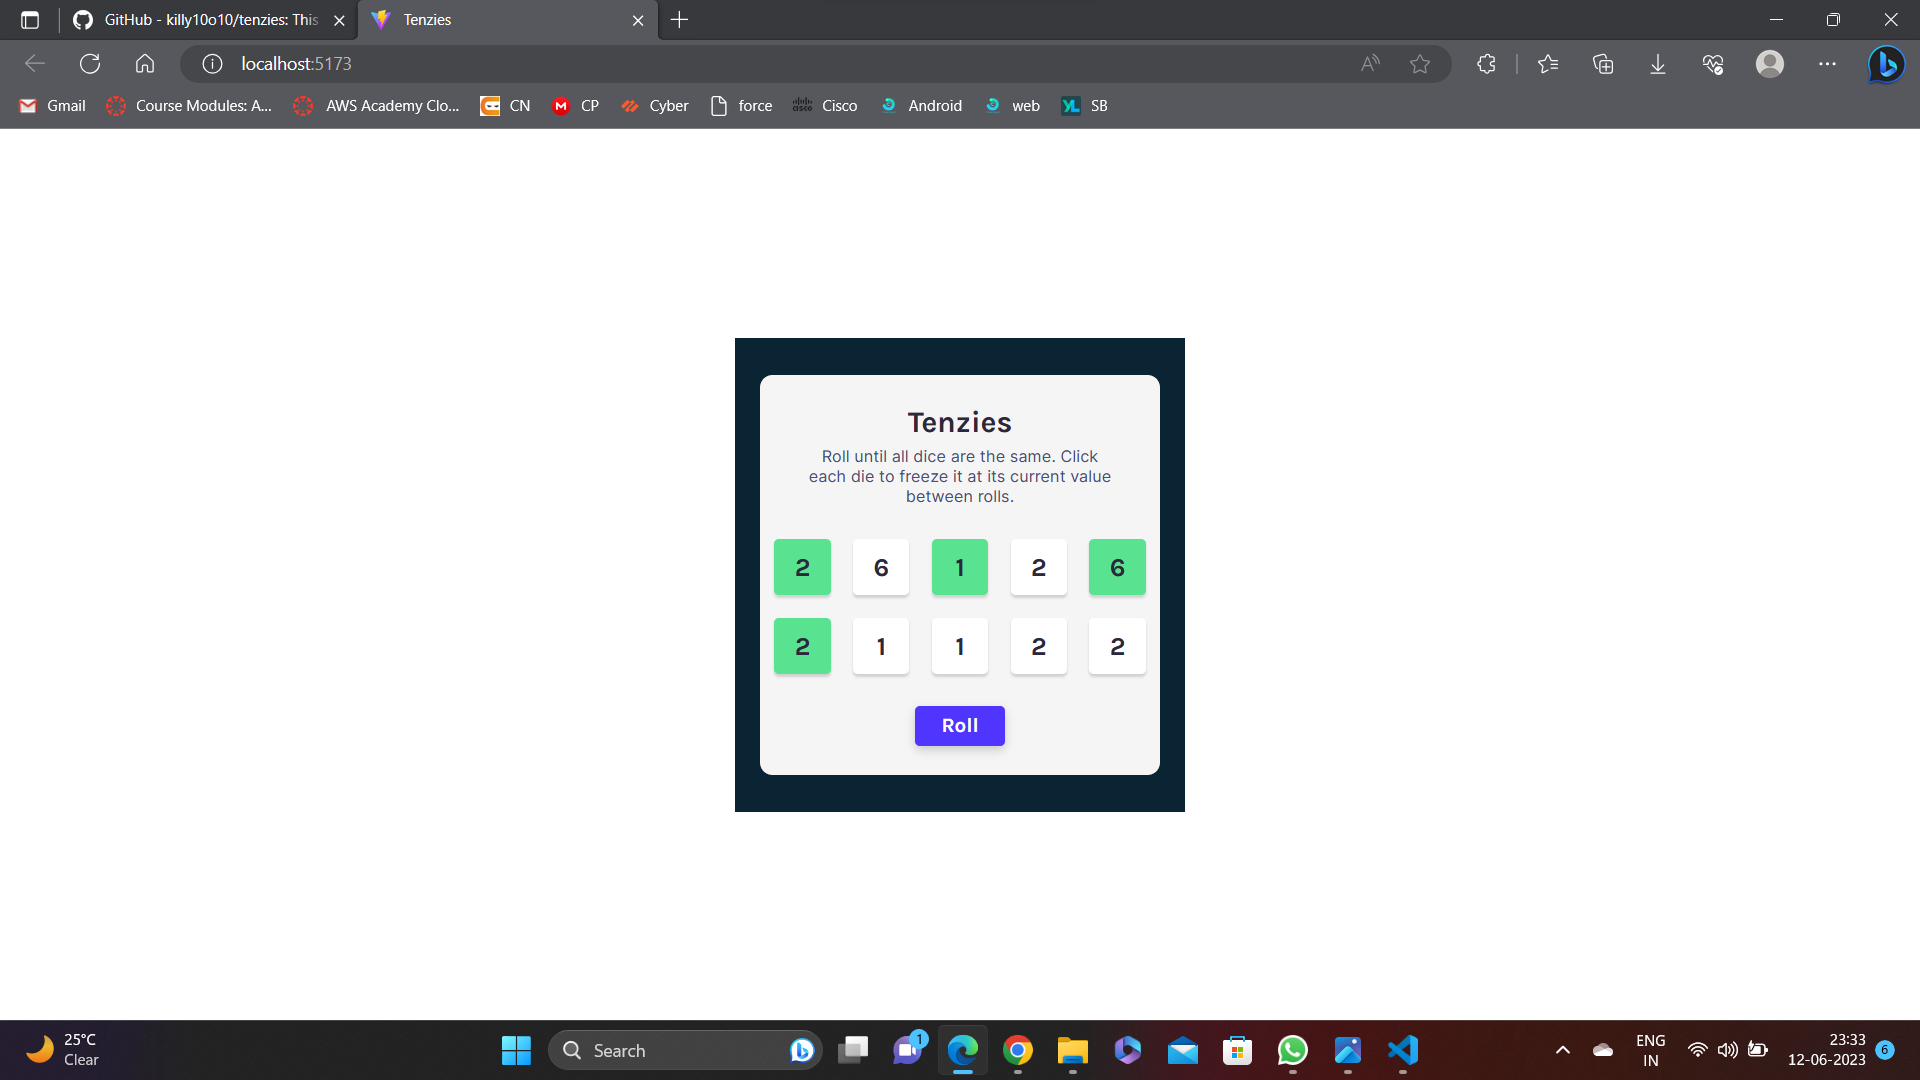 GitHub - killy10o10/tenzies: This
Tenzies
localhost:5173
Gmail
Course Modules: A...
AWS Academy Clo...
CN
CP
Cyber
force
Cisco
Android
web
SB
Tenzies
Roll until all dice are the same. Click
each die to freeze it at its current value
between rolls.
2 6 1 2 6
2 1 1 2 2
Roll
25°C
Clear
Search
1
ENG
IN
23:33
12-06-2023
6